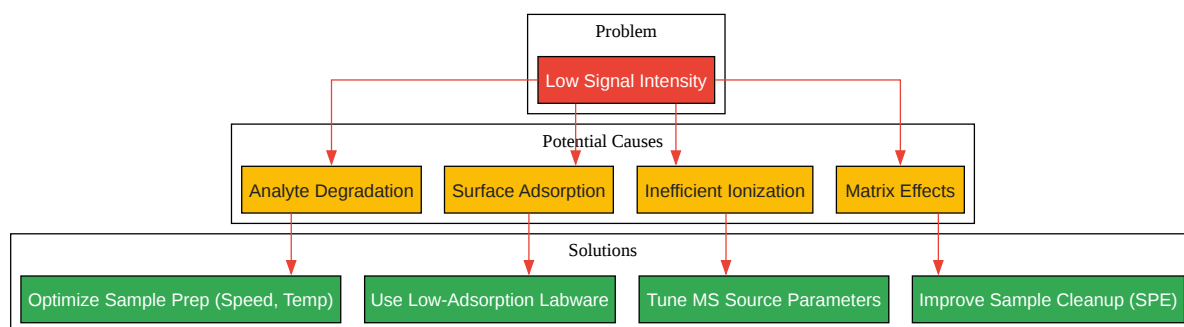 Problem
Low Signal Intensity
Potential Causes
Analyte Degradation
Surface Adsorption
Inefficient Ionization
Matrix Effects
Solutions
Optimize Sample Prep (Speed, Temp)
Use Low-Adsorption Labware
Tune MS Source Parameters
Improve Sample Cleanup (SPE)